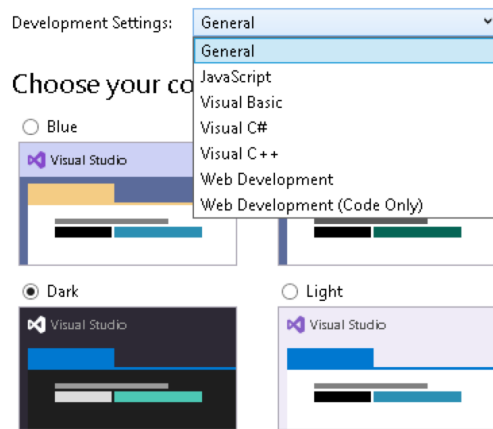 Development Settings: General
General
JavaScript
Visual Basic
Visual C#
Visual C++
Web Development
Web Development (Code Only)
Choose your co
Blue
Visual Studio
Dark
Light
Visual Studio
Visual Studio